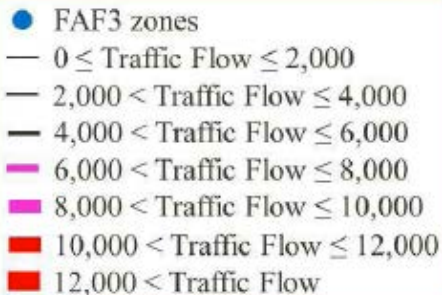 FAF3 zones
0 ≤ Traffic Flow ≤ 2,000
2,000 < Traffic Flow ≤ 4,000
4,000 < Traffic Flow ≤ 6,000
6,000 < Traffic Flow ≤ 8,000
8,000 < Traffic Flow ≤ 10,000
10,000 < Traffic Flow ≤ 12,000
12,000 < Traffic Flow